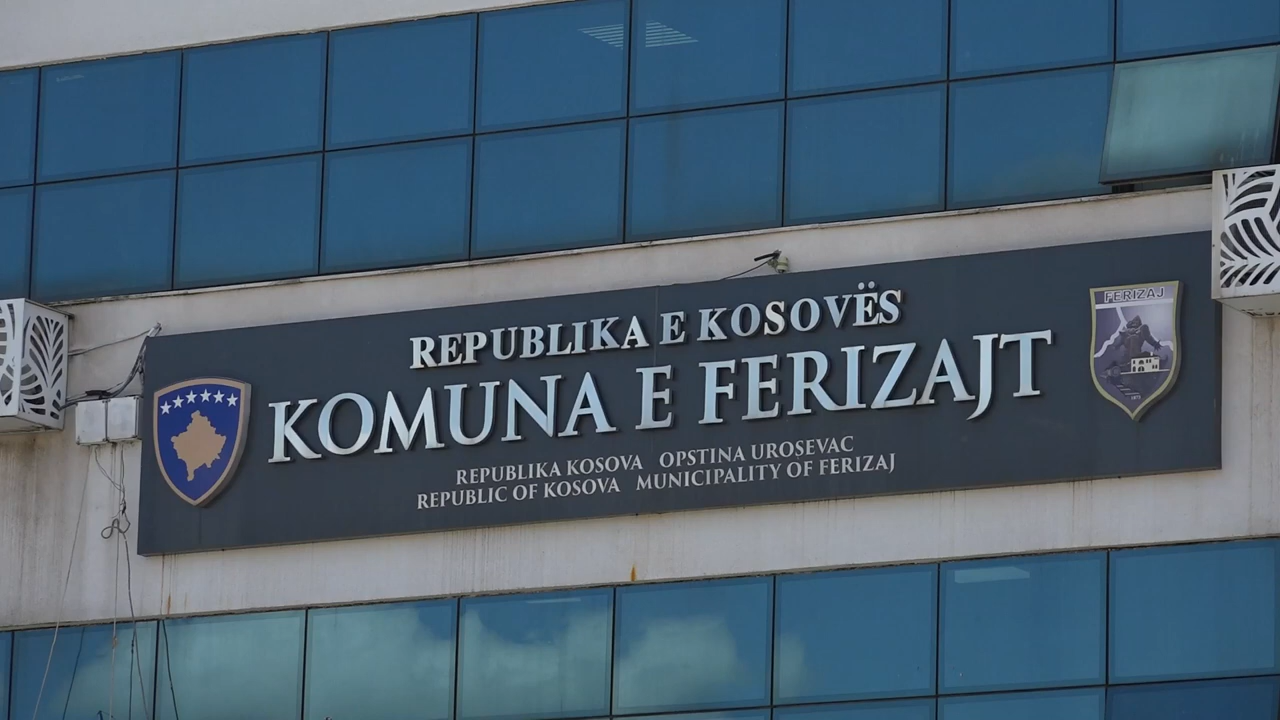 REPUBLIKA E KOSOVËS
KOMUNA E FERIZAJT
REPUBLIKA KOSOVA OPSTINA UROSEVAC
REPUBLIC OF KOSOVA MUNICIPALITY OF FERIZAJ
FERIZAJ